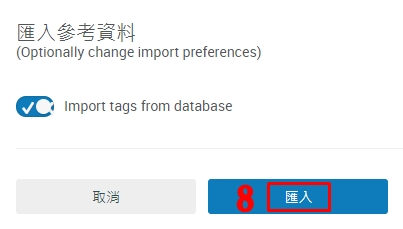 匯入參考資料
(Optionally change import preferences)
Import tags from database
取消
8 匯入